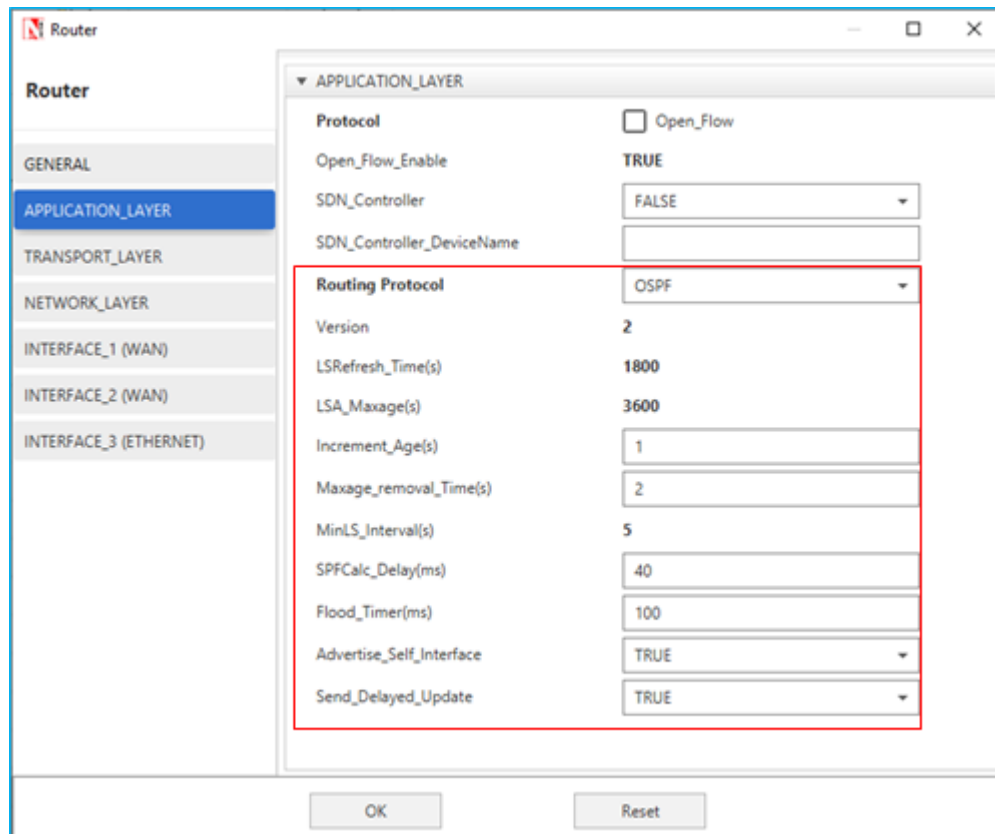 Router
Router
GENERAL
APPLICATION_LAYER
TRANSPORT_LAYER
NETWORK_LAYER
INTERFACE_1 (WAN)
INTERFACE_2 (WAN)
INTERFACE_3 (ETHERNET)
APPLICATION_LAYER
Protocol Open_Flow
Open_Flow_Enable TRUE
SDN_Controller FALSE
SDN_Controller_DeviceName
Routing Protocol OSPF
Version 2
LSRefresh_Time(s) 1800
LSA_Maxage(s) 3600
Increment_Age(s) 1
Maxage_removal_Time(s) 2
MinLS_Interval(s) 5
SPFCalc_Delay(ms) 40
Flood_Timer(ms) 100
Advertise_Self_Interface TRUE
Send_Delayed_Update TRUE
OK Reset